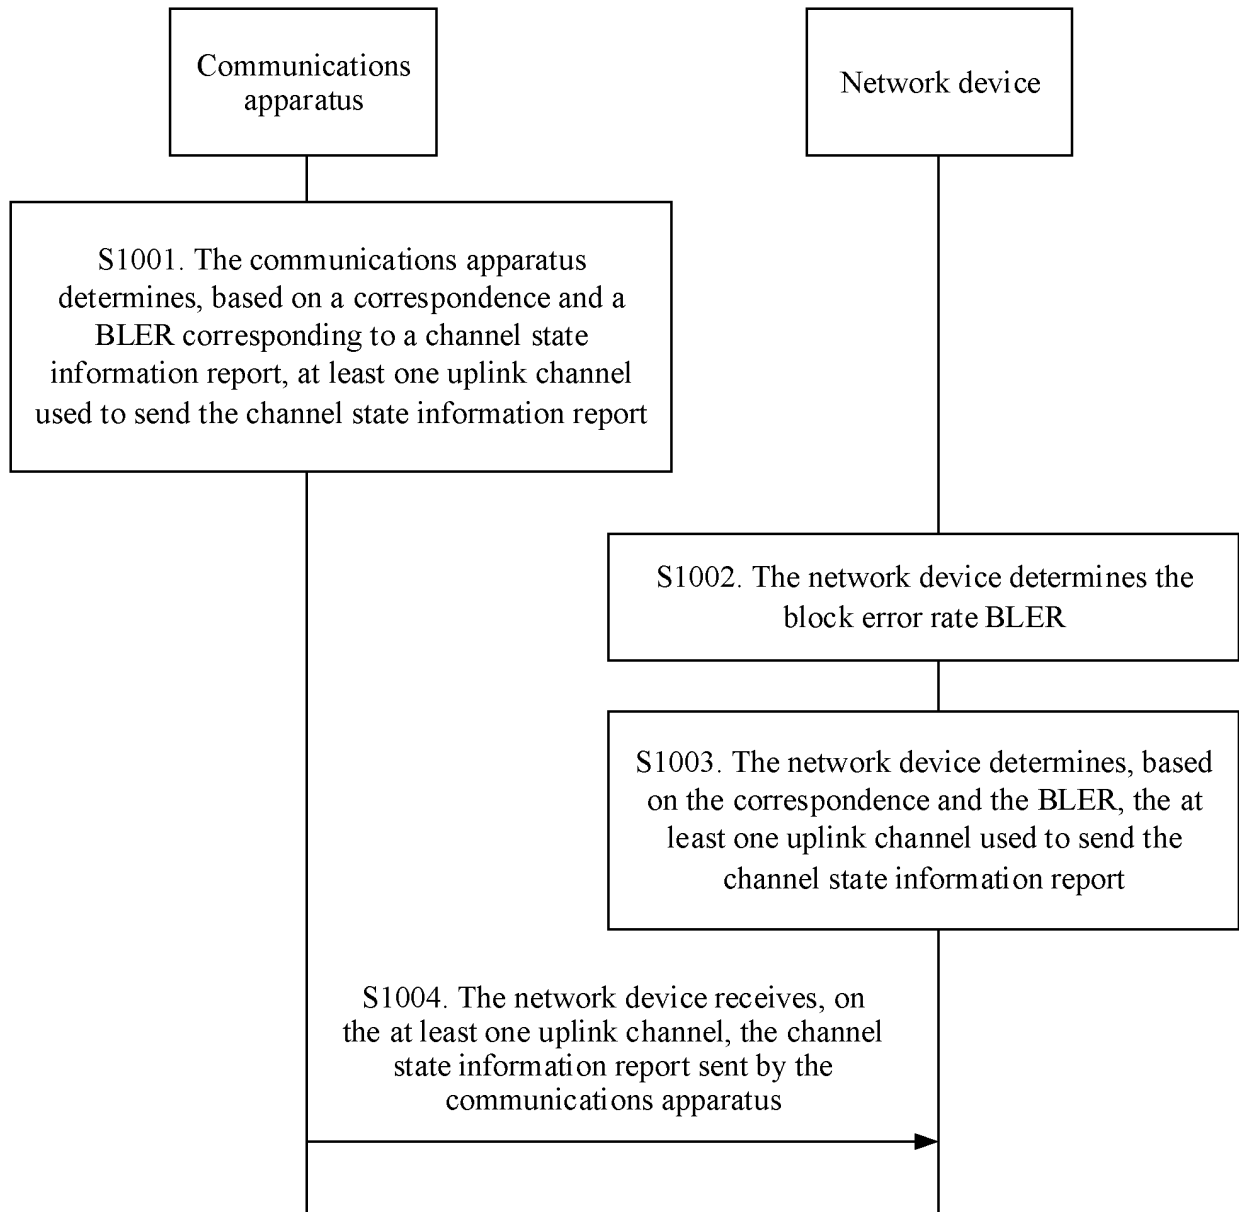 Communications
apparatus
Network device
S1001. The communications apparatus
determines, based on a correspondence and a
BLER corresponding to a channel state
information report, at least one uplink channel
used to send the channel state information report
S1002. The network device determines the
block error rate BLER
S1003. The network device determines, based
on the correspondence and the BLER, the at
least one uplink channel used to send the
channel state information report
S1004. The network device receives, on
the at least one uplink channel, the channel
state information report sent by the
communications apparatus